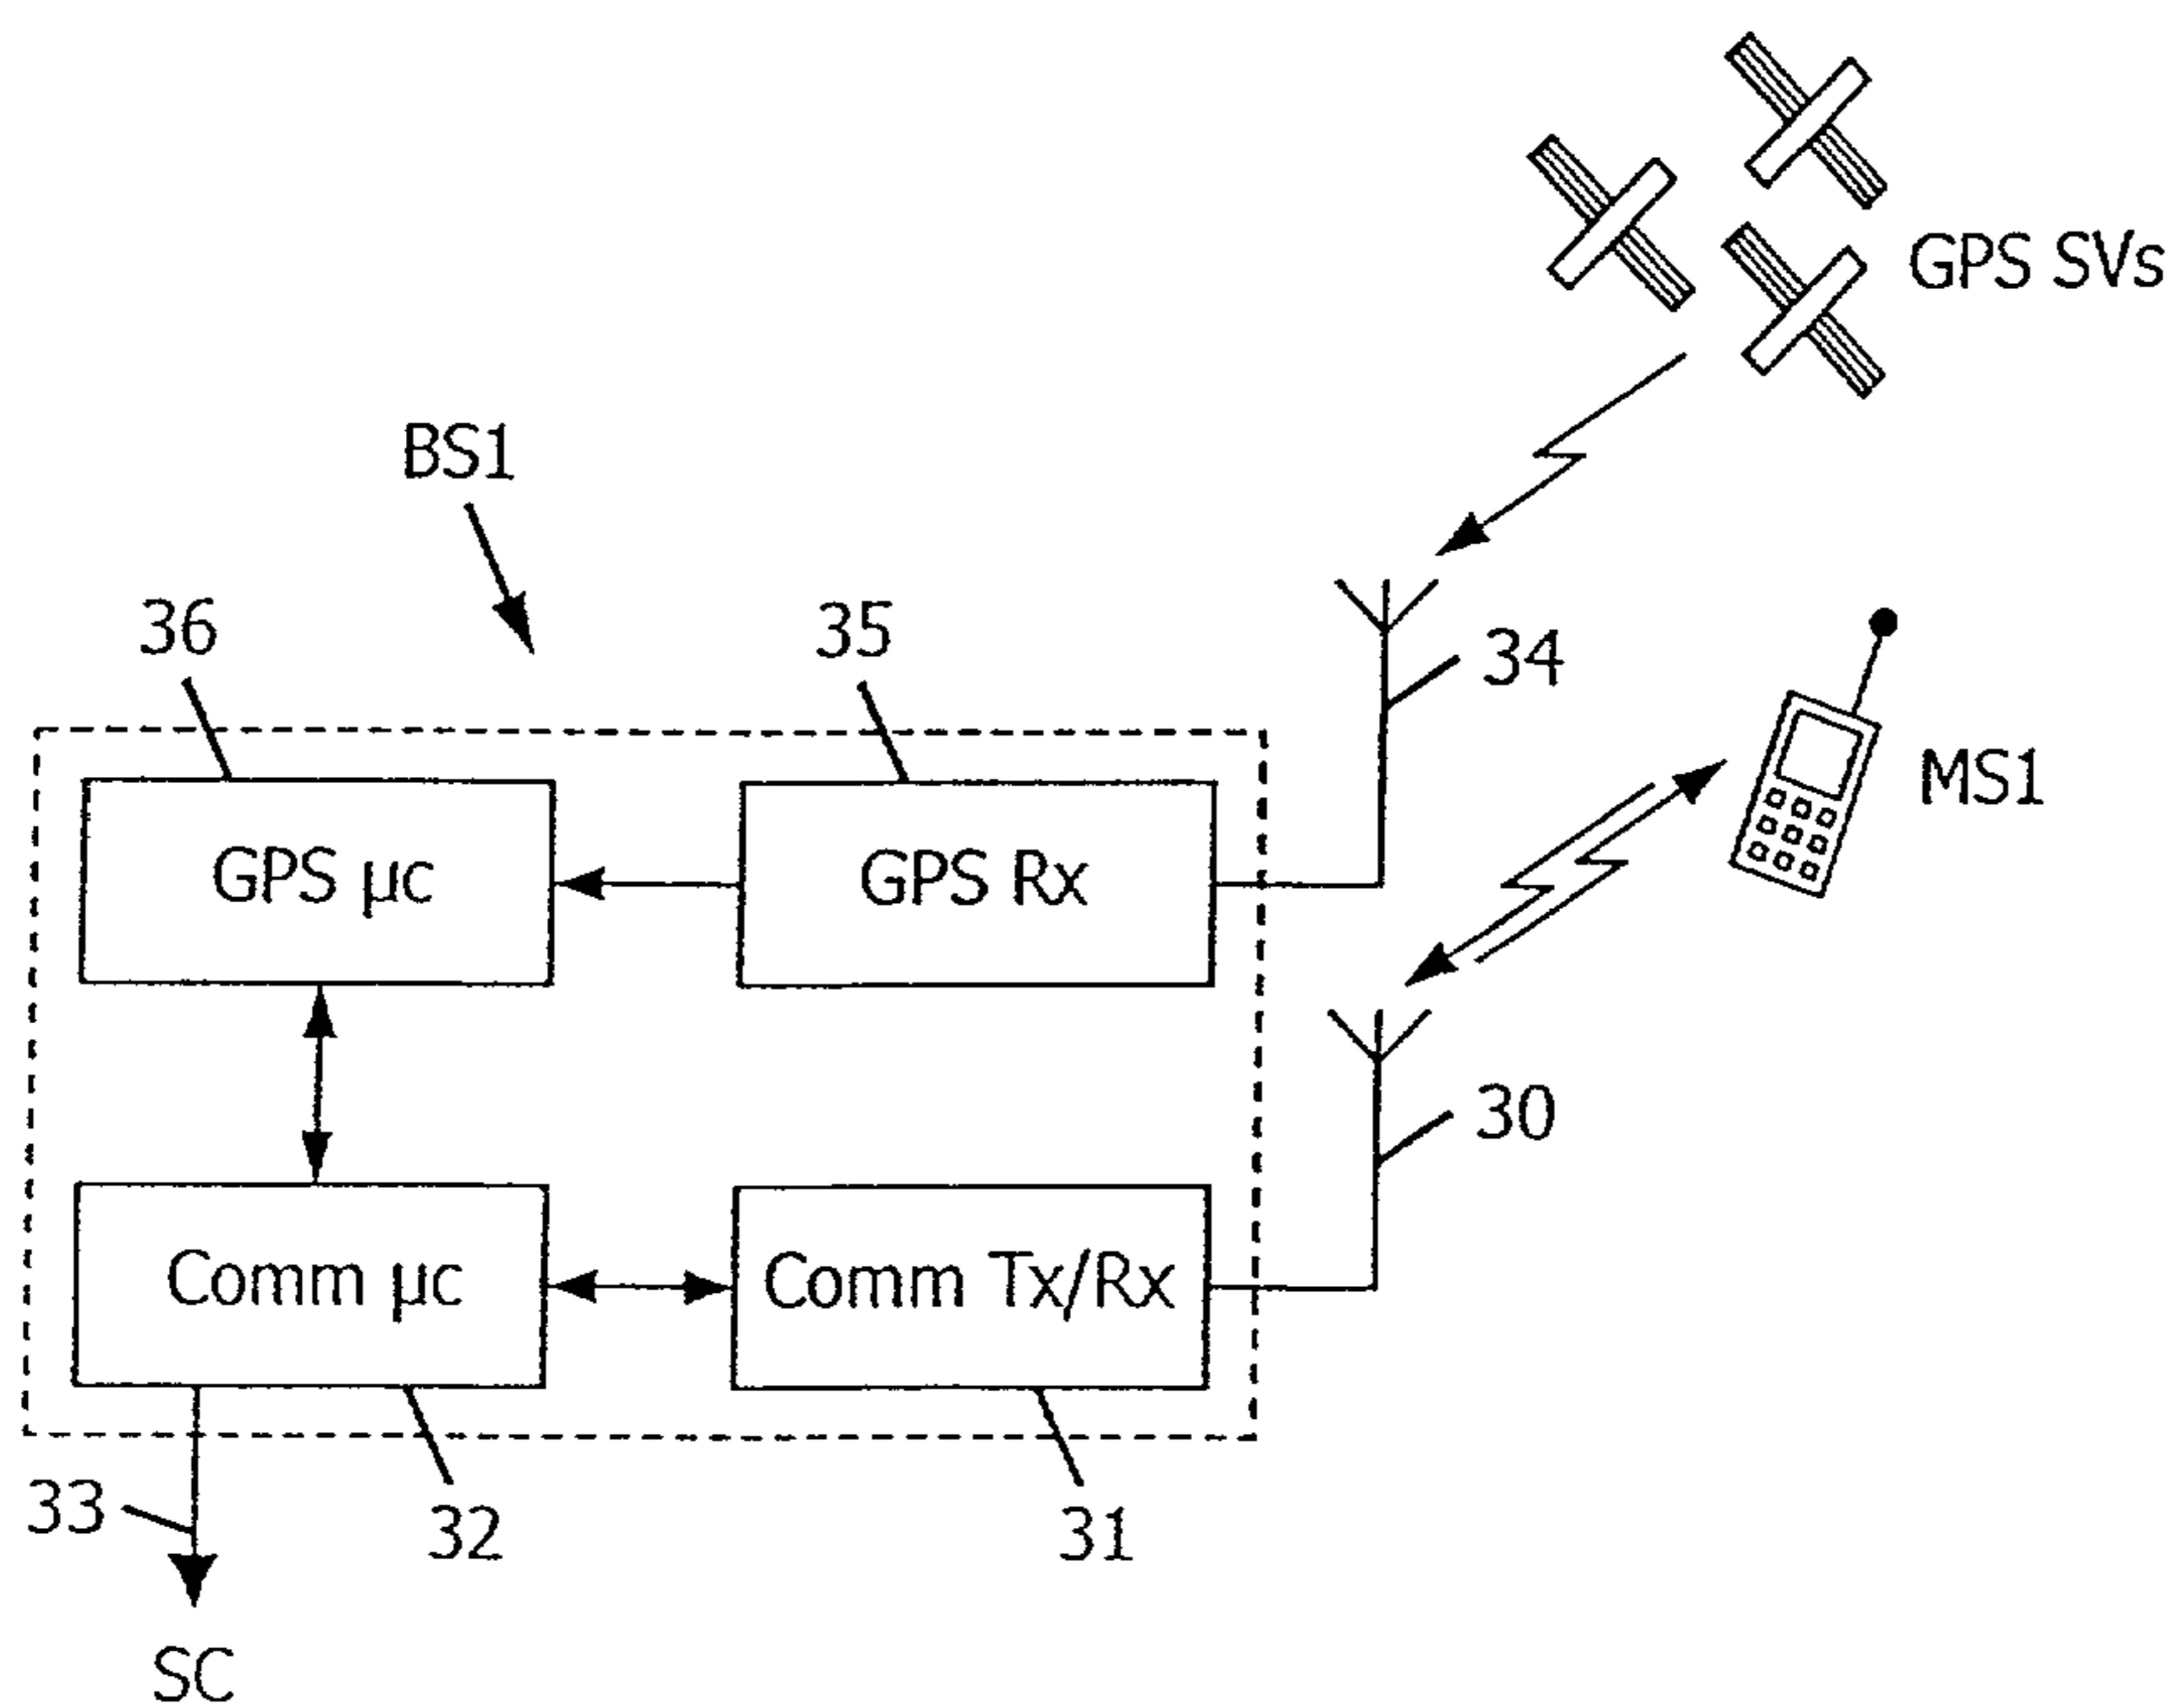 GPS SVs
BS1
36
35
34
MS1
GPS µc
GPS Rx
30
Comm µc
Comm Tx/Rx
33
32
31
SC